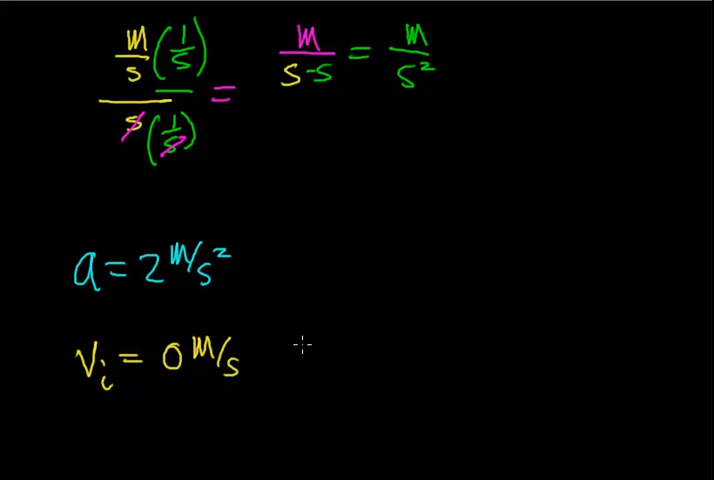 m/s (1/s) / s (1/s) = m/s·s = m/s²
a = 2 m/s²
vᵢ = 0 m/s